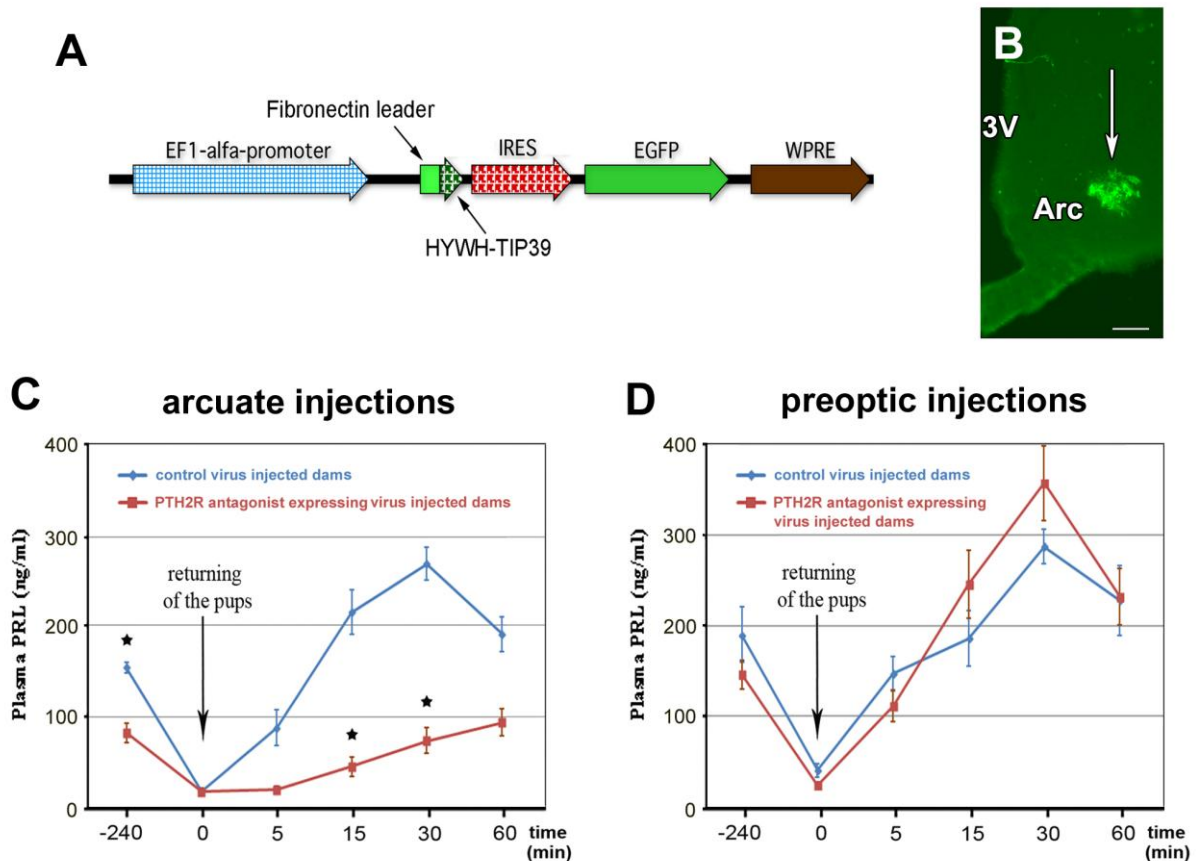 A
Fibronectin leader
EF1-alfa-promoter
IRES
EGFP
WPRE
HYWH-TIP39
B
3V
Arc
C
arcuate injections
400
300
200
100
0
Plasma PRL (ng/ml)
control virus injected dams
PTH2R antagonist expressing virus injected dams
returning
of the pups
-240
0
5
15
30
60
time
(min)
D
preoptic injections
400
300
200
100
0
Plasma PRL (ng/ml)
control virus injected dams
PTH2R antagonist expressing
virus injected dams
returning
of the pups
-240
0
5
15
30
60
time
(min)